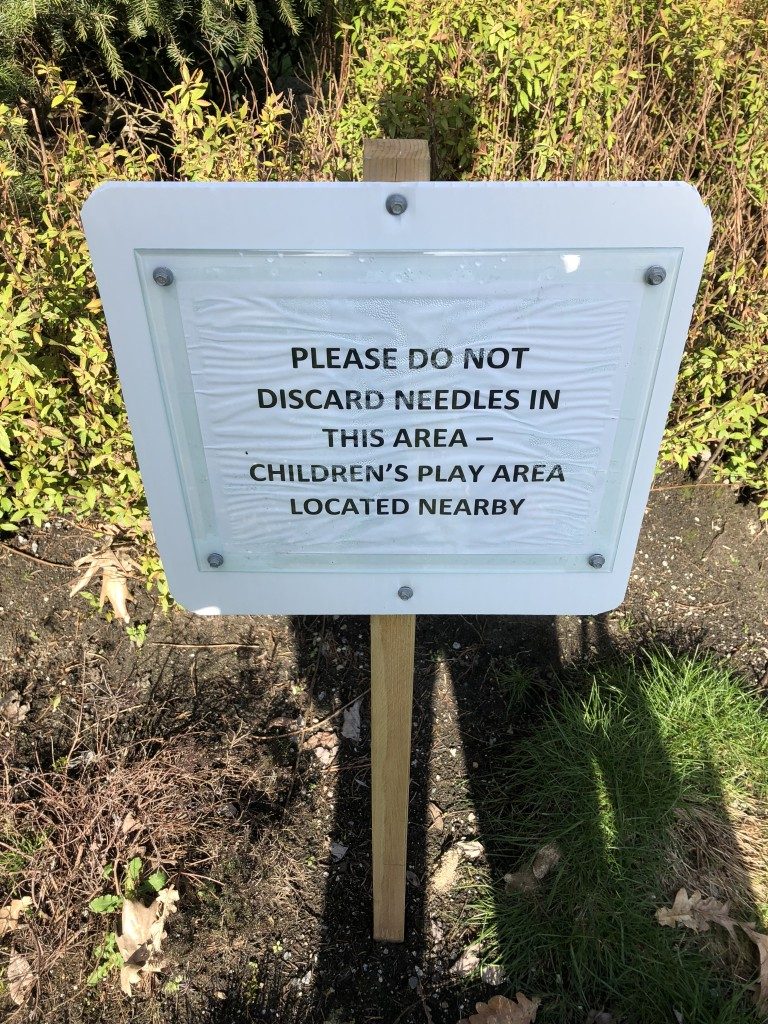 PLEASE DO NOT
DISCARD NEEDLES IN
THIS AREA –
CHILDREN'S PLAY AREA
LOCATED NEARBY